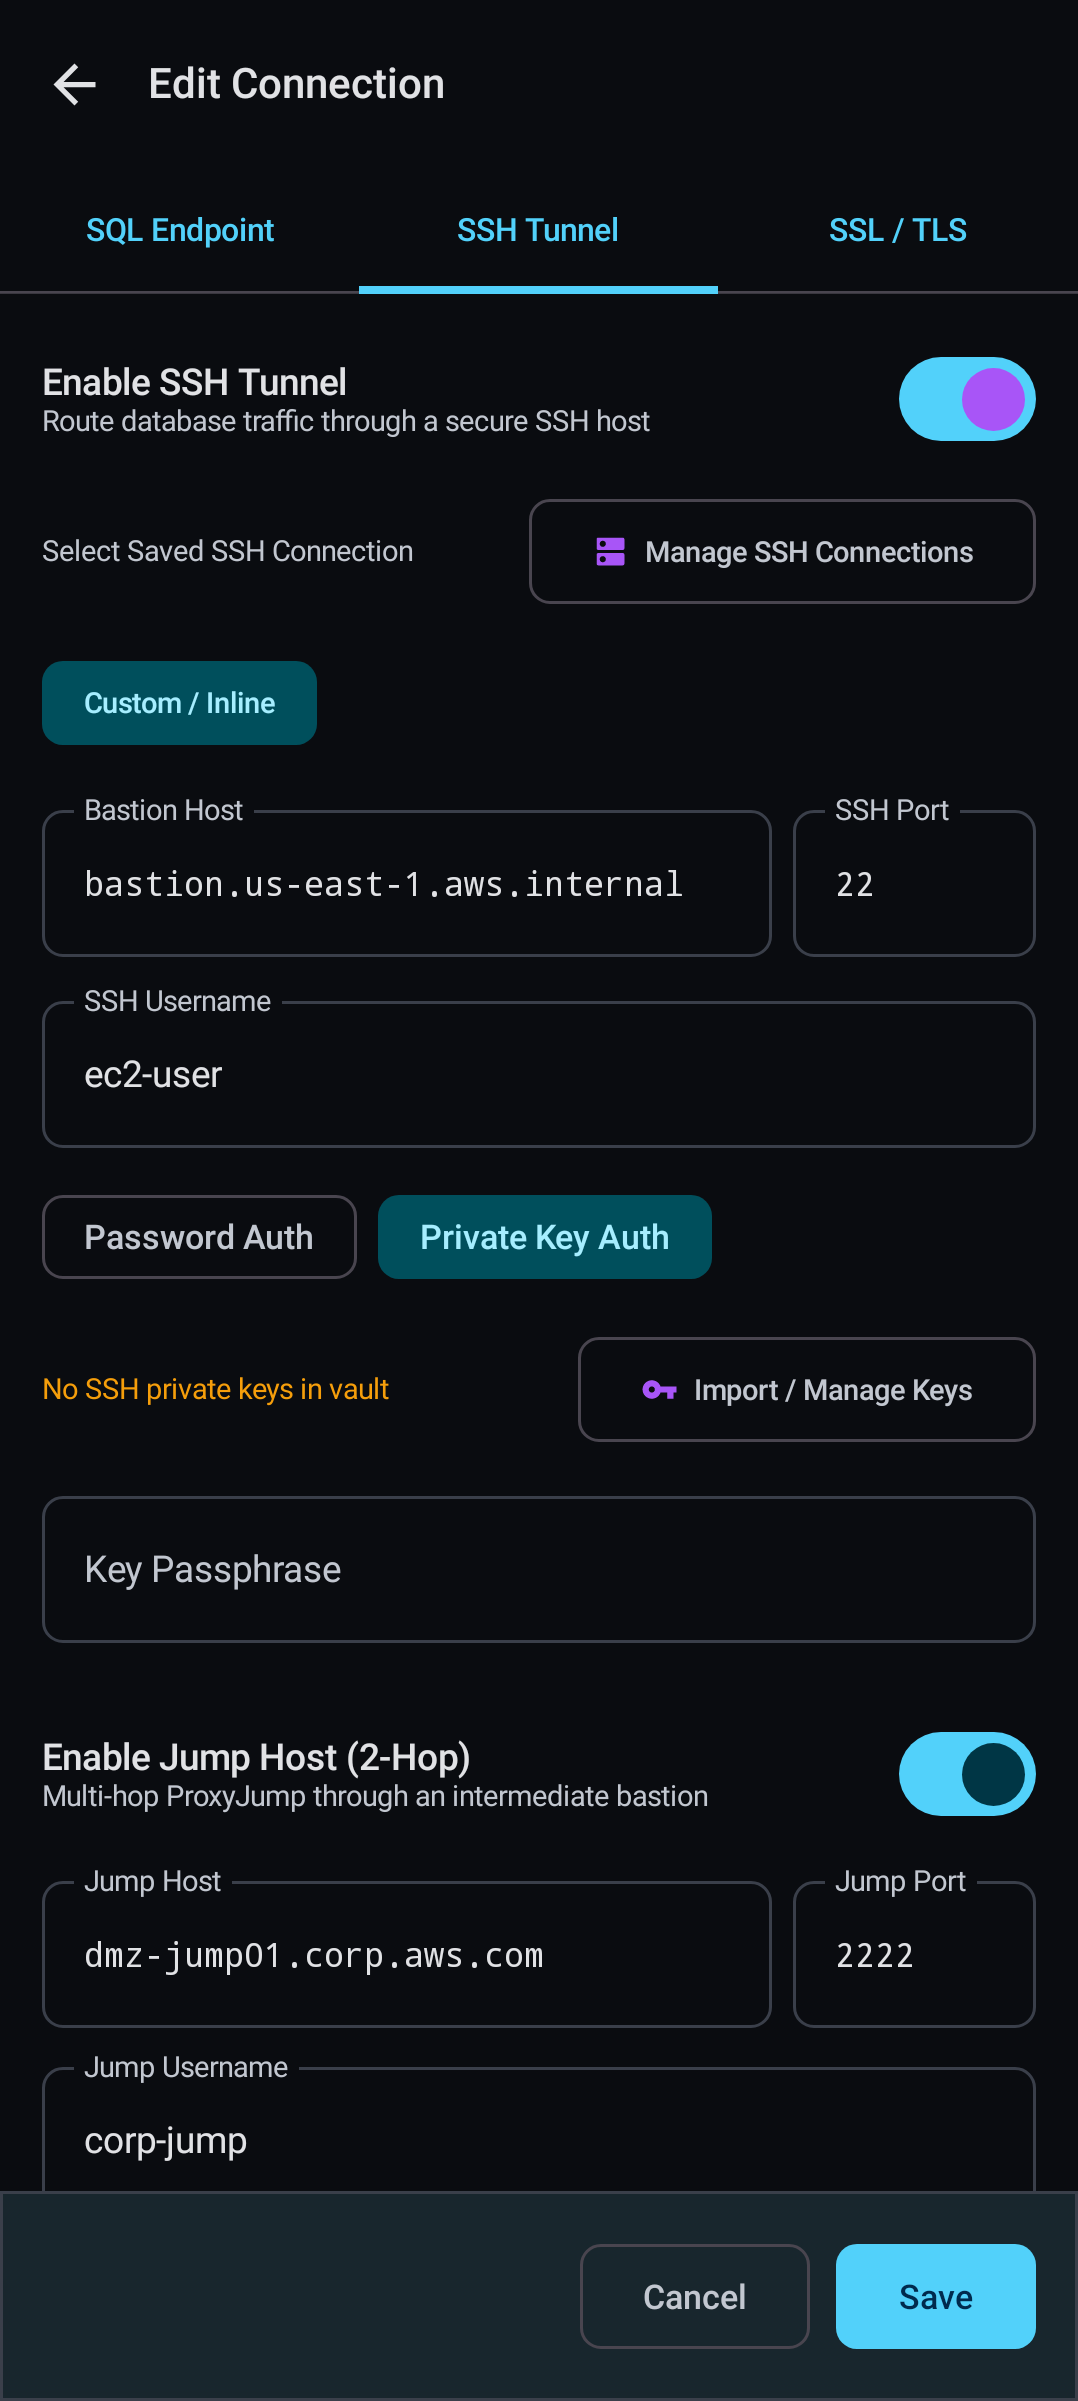 Edit Connection
SQL Endpoint
SSH Tunnel
SSL / TLS
Enable SSH Tunnel
Route database traffic through a secure SSH host
Select Saved SSH Connection
Manage SSH Connections
Custom / Inline
Bastion Host
bastion.us-east-1.aws.internal
SSH Port
22
SSH Username
ec2-user
Password Auth
Private Key Auth
No SSH private keys in vault
Import / Manage Keys
Key Passphrase
Enable Jump Host (2-Hop)
Multi-hop ProxyJump through an intermediate bastion
Jump Host
dmz-jump01.corp.aws.com
Jump Port
2222
Jump Username
corp-jump
Cancel
Save